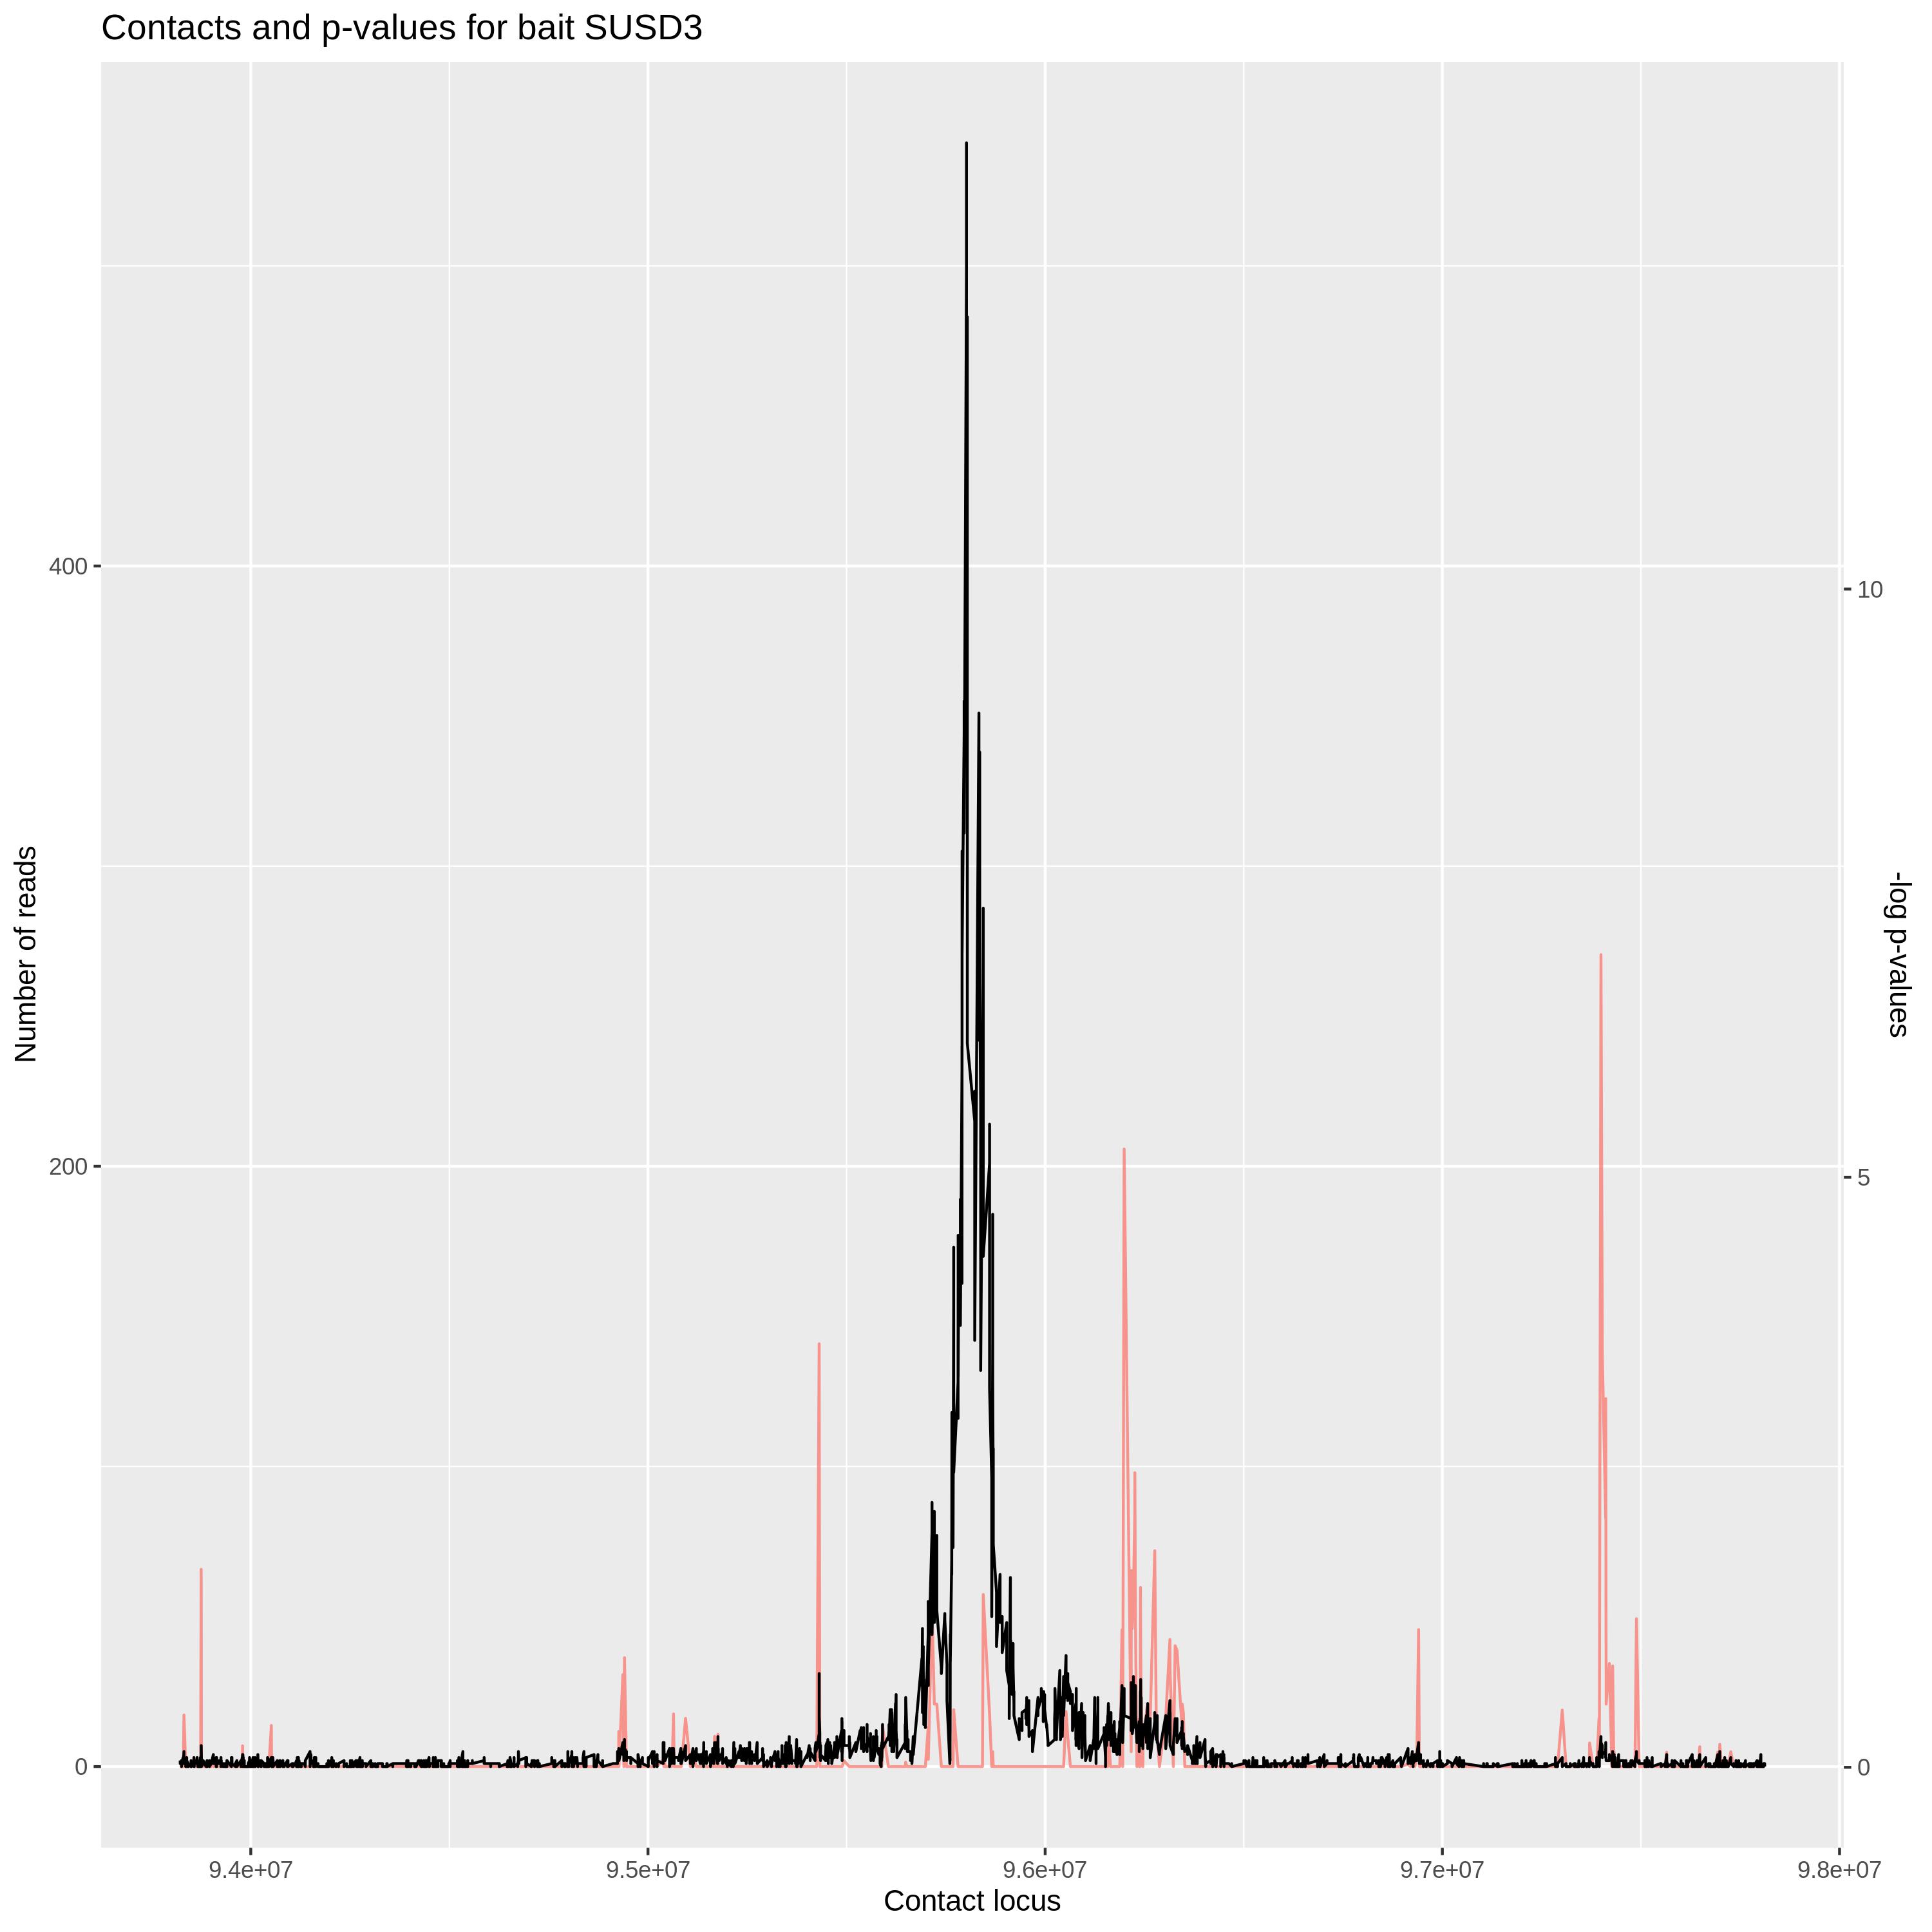 Contacts and p-values for bait SUSD3
Number of reads
400
200
0
-log p-values
10
5
0
9.4e+07
9.5e+07
9.6e+07
9.7e+07
9.8e+07
Contact locus